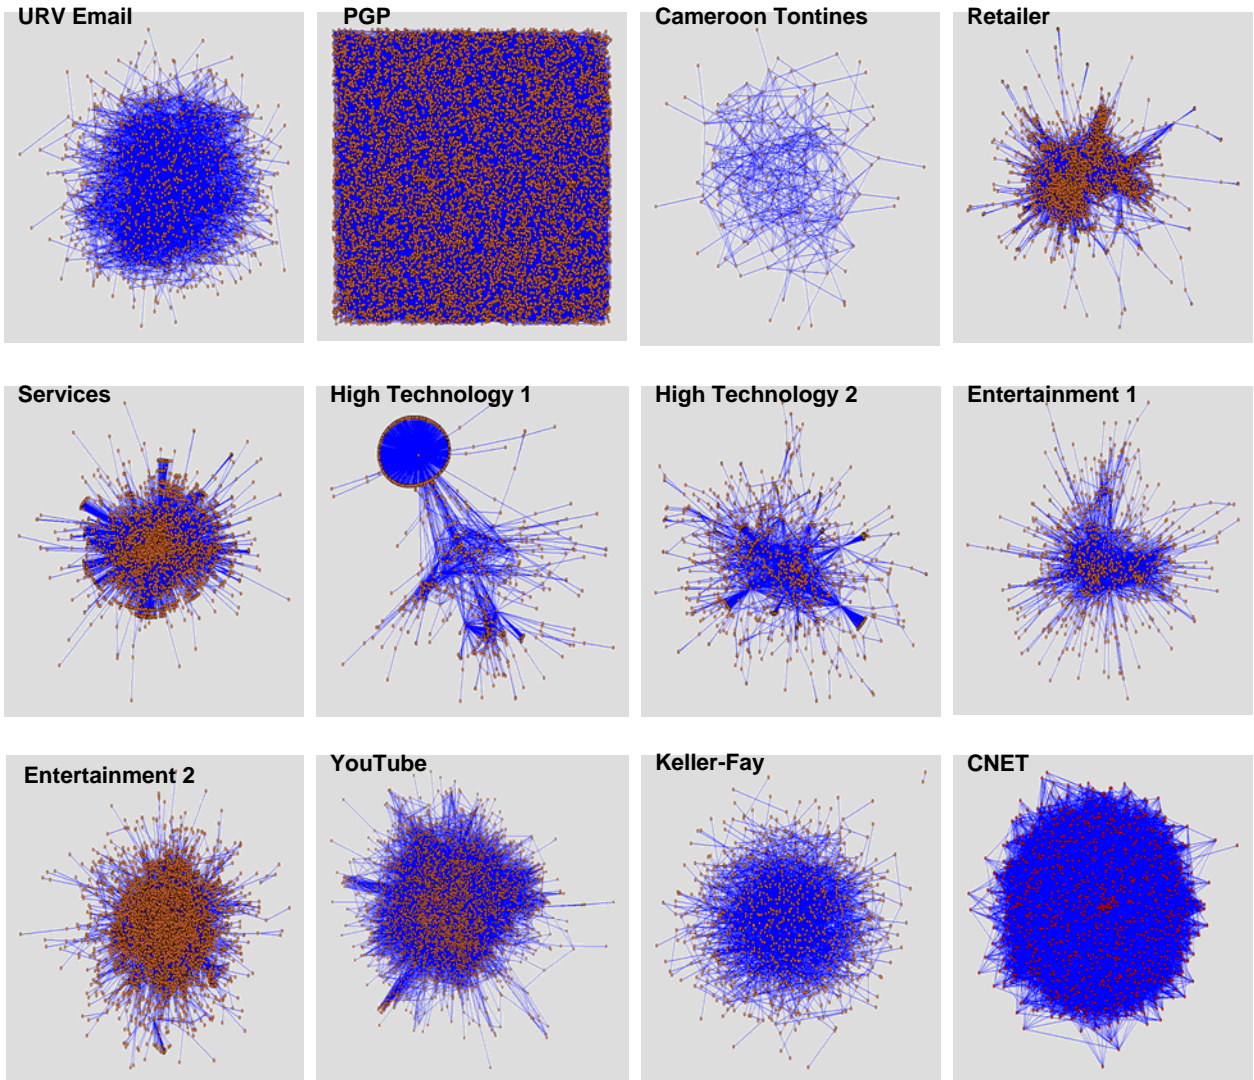 URV Email
PGP
Cameroon Tontines
Retailer
Services
High Technology 1
High Technology 2
Entertainment 1
Entertainment 2
YouTube
Keller-Fay
CNET